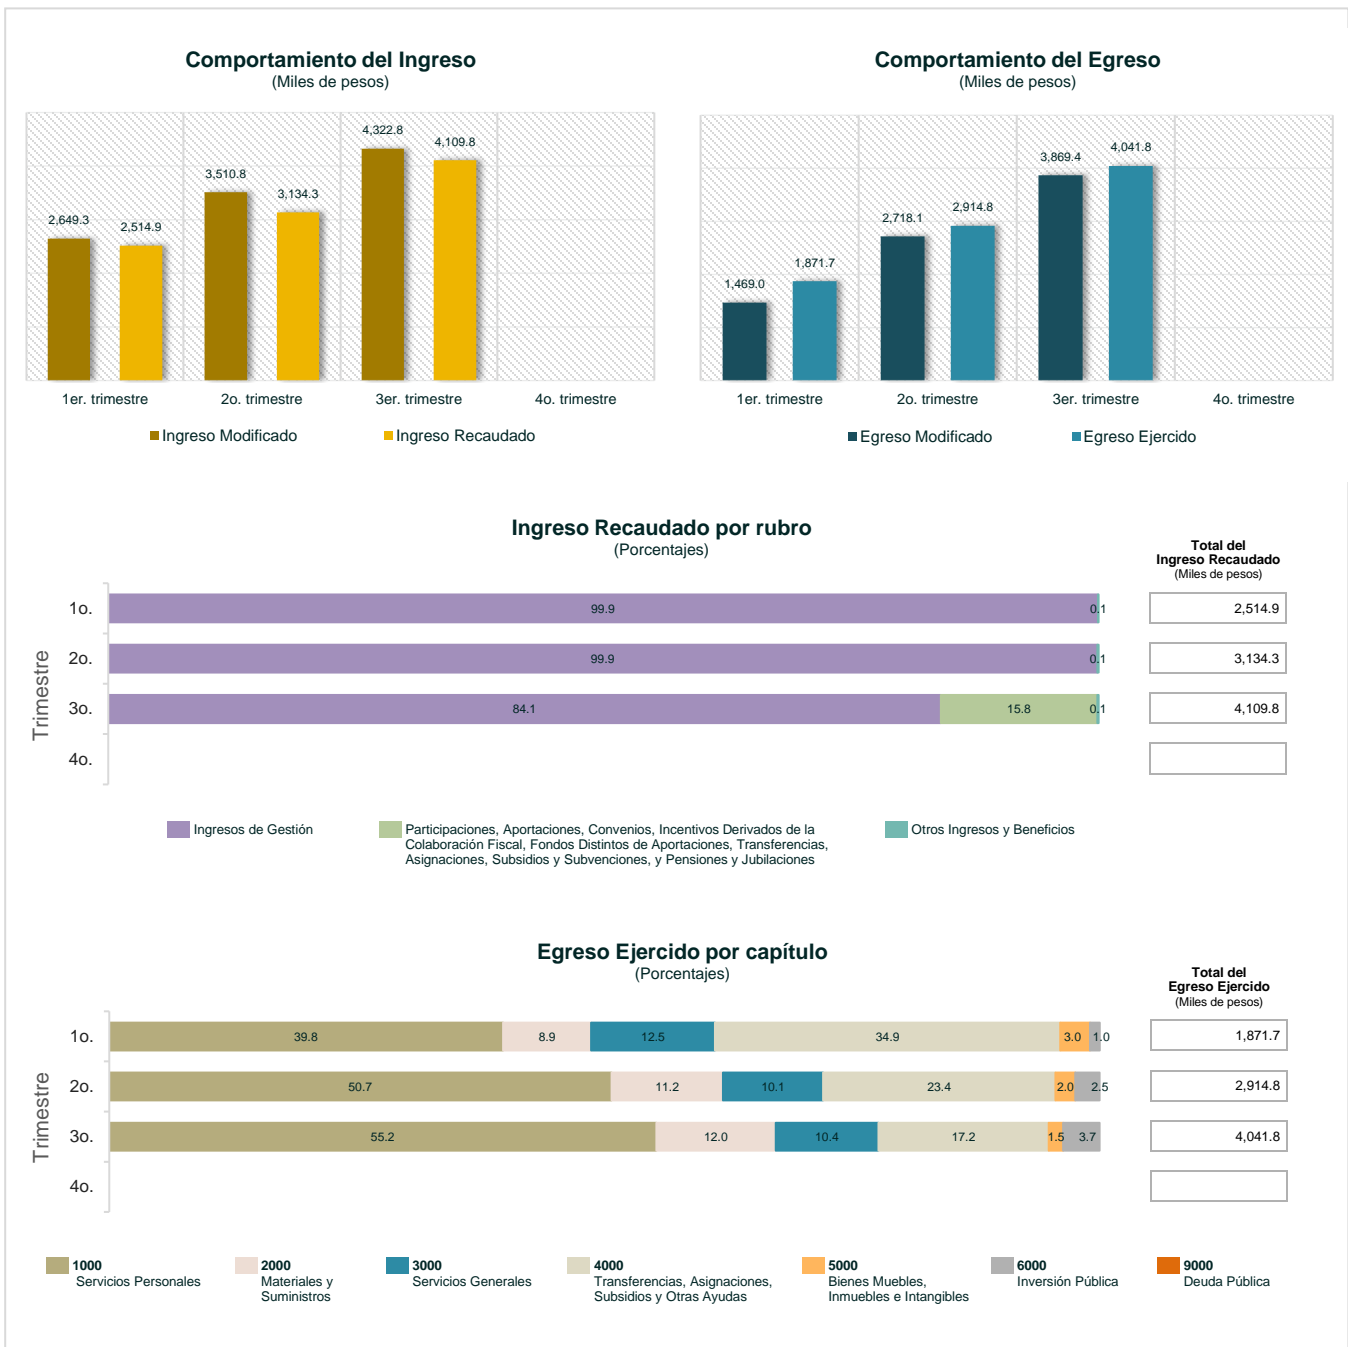 Comportamiento del Ingreso
(Miles de pesos)
4,322.8
4,109.8
3,510.8
3,134.3
2,649.3
2,514.9
1er. trimestre
2o. trimestre
3er. trimestre
4o. trimestre
Ingreso Modificado
Ingreso Recaudado
Comportamiento del Egreso
(Miles de pesos)
4,041.8
3,869.4
2,914.8
2,718.1
1,871.7
1,469.0
1er. trimestre
2o. trimestre
3er. trimestre
4o. trimestre
Egreso Modificado
Egreso Ejercido
Ingreso Recaudado por rubro
(Porcentajes)
Total del
Ingreso Recaudado
(Miles de pesos)
Trimestre
1o. 99.9 0.1 2,514.9
2o. 99.9 0.1 3,134.3
3o. 84.1 15.8 0.1 4,109.8
4o.
Ingresos de Gestión
Participaciones, Aportaciones, Convenios, Incentivos Derivados de la
Colaboración Fiscal, Fondos Distintos de Aportaciones, Transferencias,
Asignaciones, Subsidios y Subvenciones, y Pensiones y Jubilaciones
Otros Ingresos y Beneficios
Egreso Ejercido por capítulo
(Porcentajes)
Total del
Egreso Ejercido
(Miles de pesos)
Trimestre
1o. 39.8 8.9 12.5 34.9 3.0 1.0 1,871.7
2o. 50.7 11.2 10.1 23.4 2.0 2.5 2,914.8
3o. 55.2 12.0 10.4 17.2 1.5 3.7 4,041.8
4o.
1000
Servicios Personales
2000
Materiales y
Suministros
3000
Servicios Generales
4000
Transferencias, Asignaciones,
Subsidios y Otras Ayudas
5000
Bienes Muebles,
Inmuebles e Intangibles
6000
Inversión Pública
9000
Deuda Pública